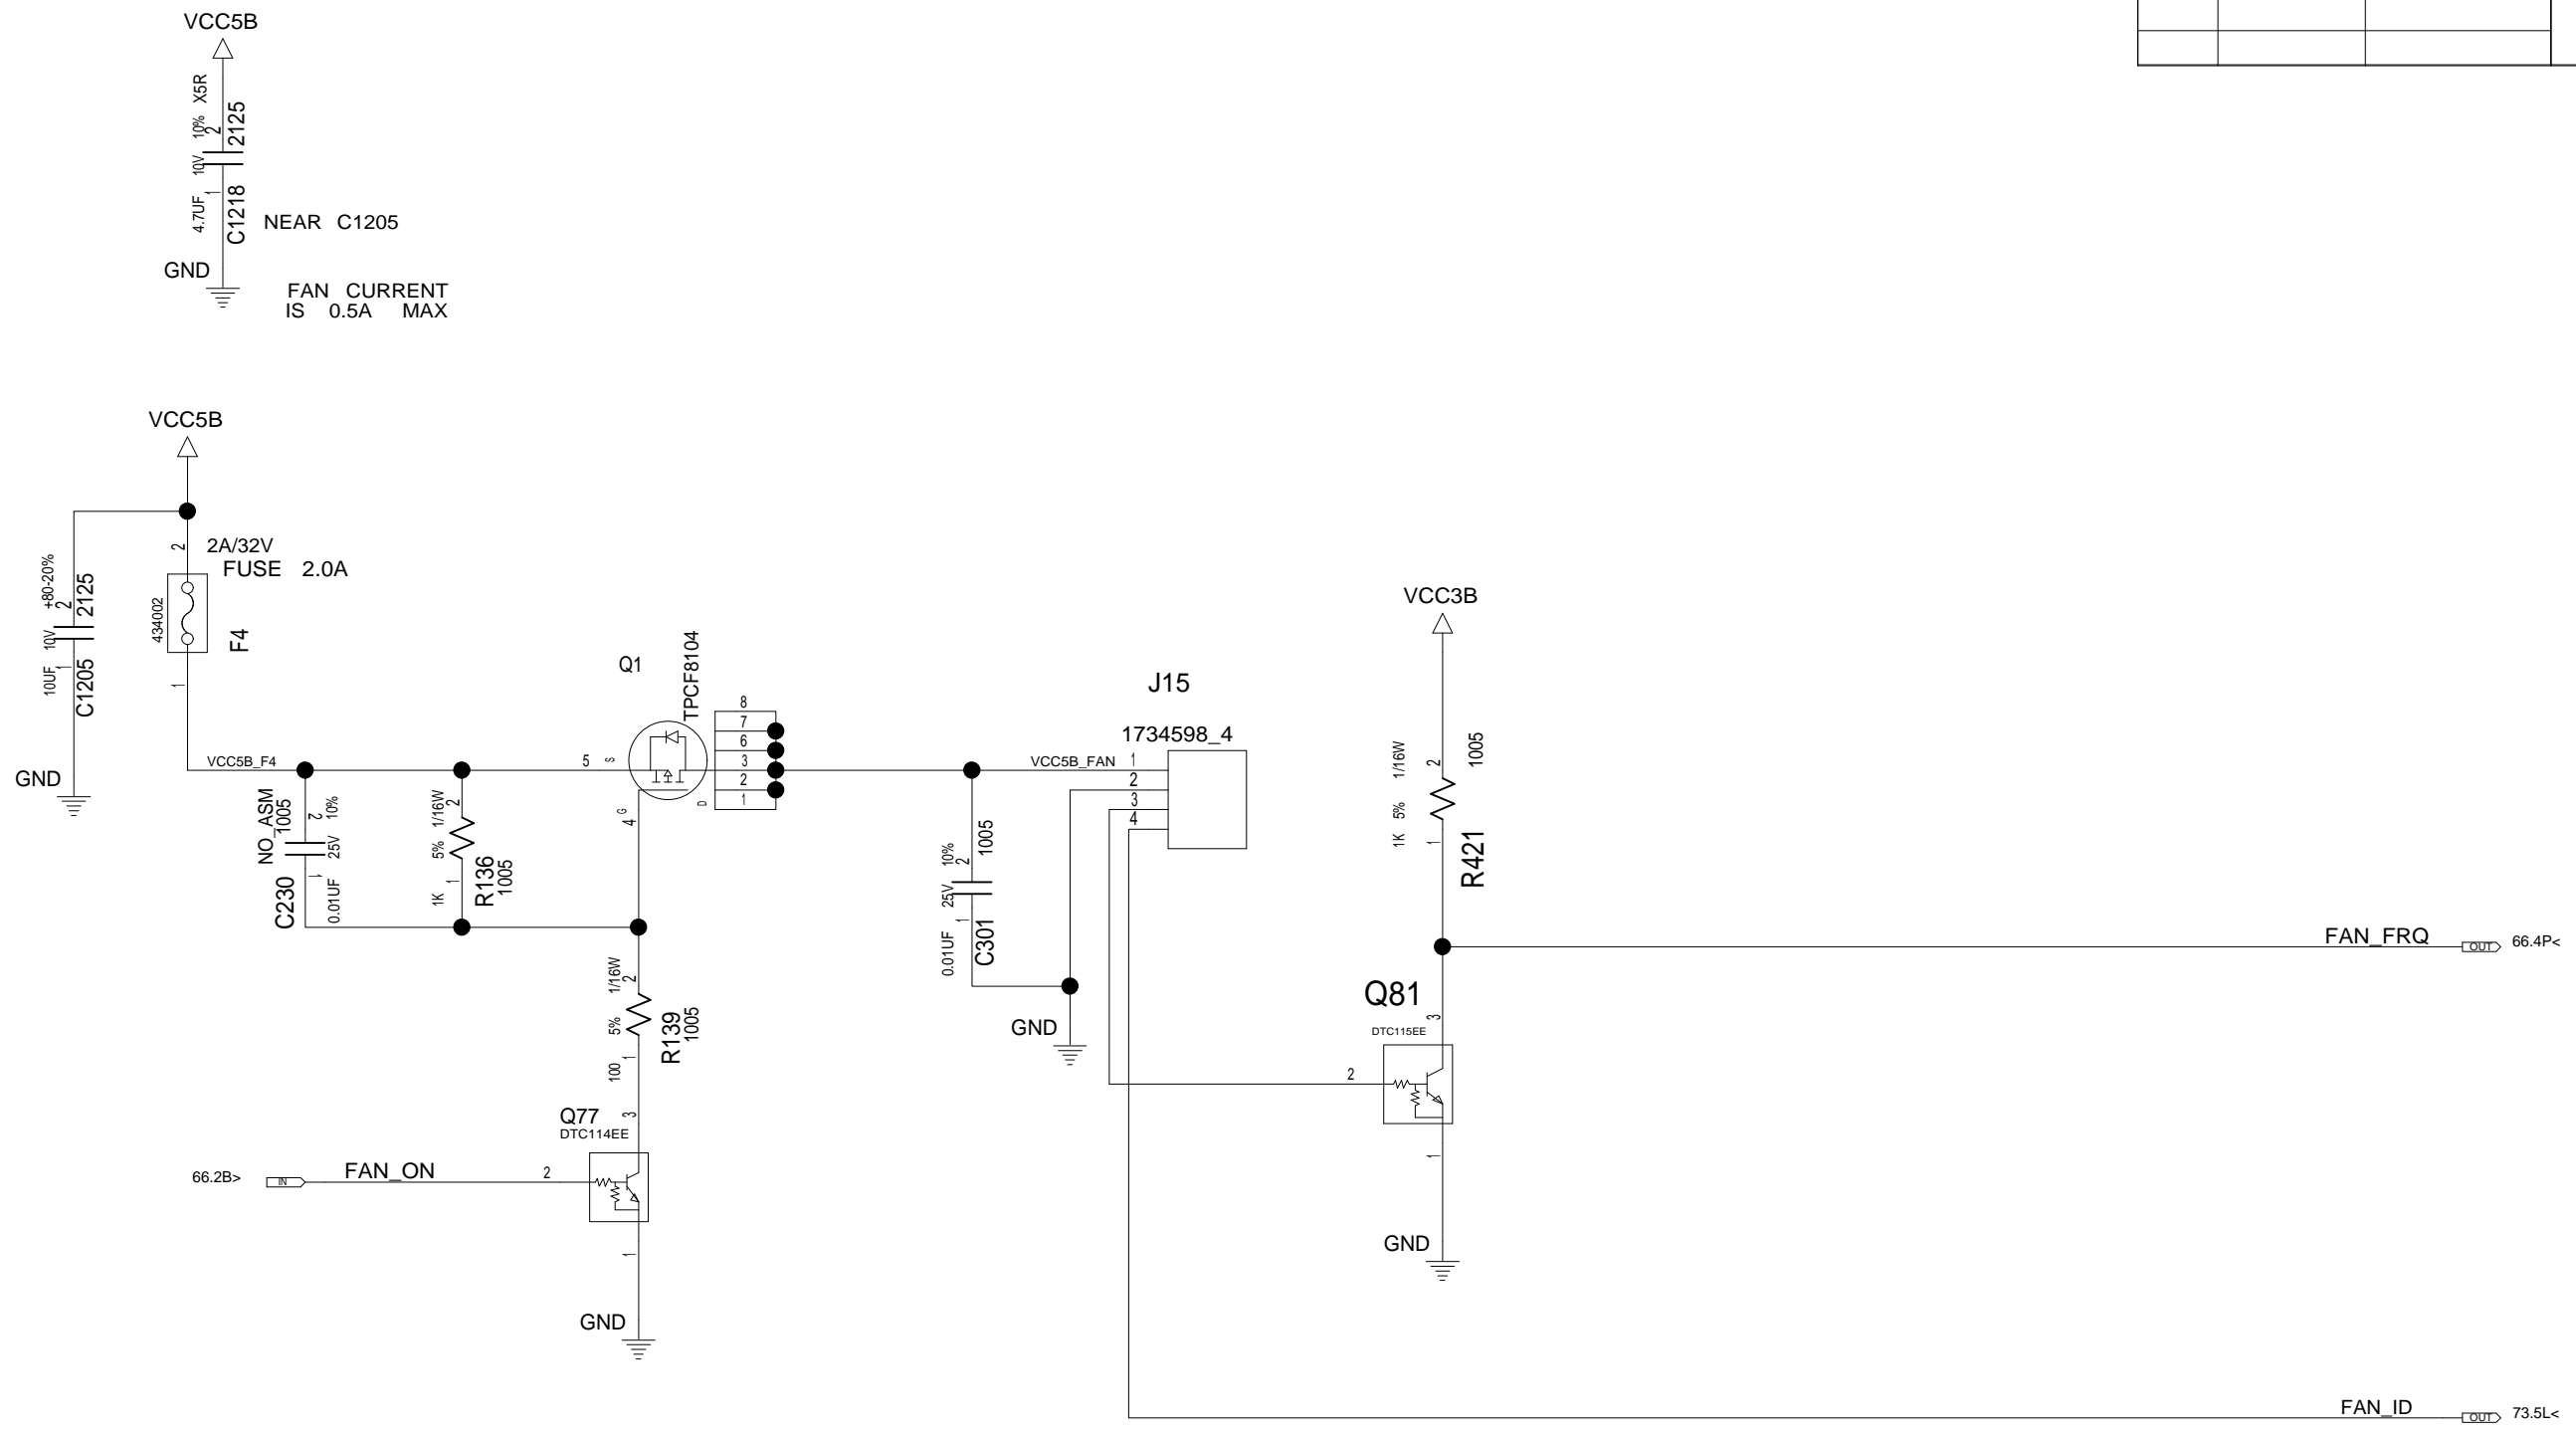 VCC5B
4.7UF 10V 10% X5R
1 2
C1218 2125
NEAR C1205
GND
FAN CURRENT
IS 0.5A MAX
VCC5B
2
2A/32V
FUSE 2.0A
434002
F4
1
10UF 10V +80-20%
1 2
C1205 2125
GND
VCC5B_F4
NO_ASM
1005
2
10%
25V
1
0.01UF
C230
1K 5% 1/16W
1 2
R136
1005
Q1
TPCF8104
5 S
4 G
D
8
7
6
3
2
1
100 5% 1/16W
1 2
R139
1005
Q77
DTC114EE
3
66.2B> IN FAN_ON 2
1
GND
0.01UF 25V 10%
1 2
C301 1005
GND
J15
1734598_4
VCC5B_FAN 1
2
3
4
VCC3B
1K 5% 1/16W
1 2
R421
1005
FAN_FRQ OUT 66.4P<
Q81
DTC115EE
3
2
1
GND
FAN_ID OUT 73.5L<